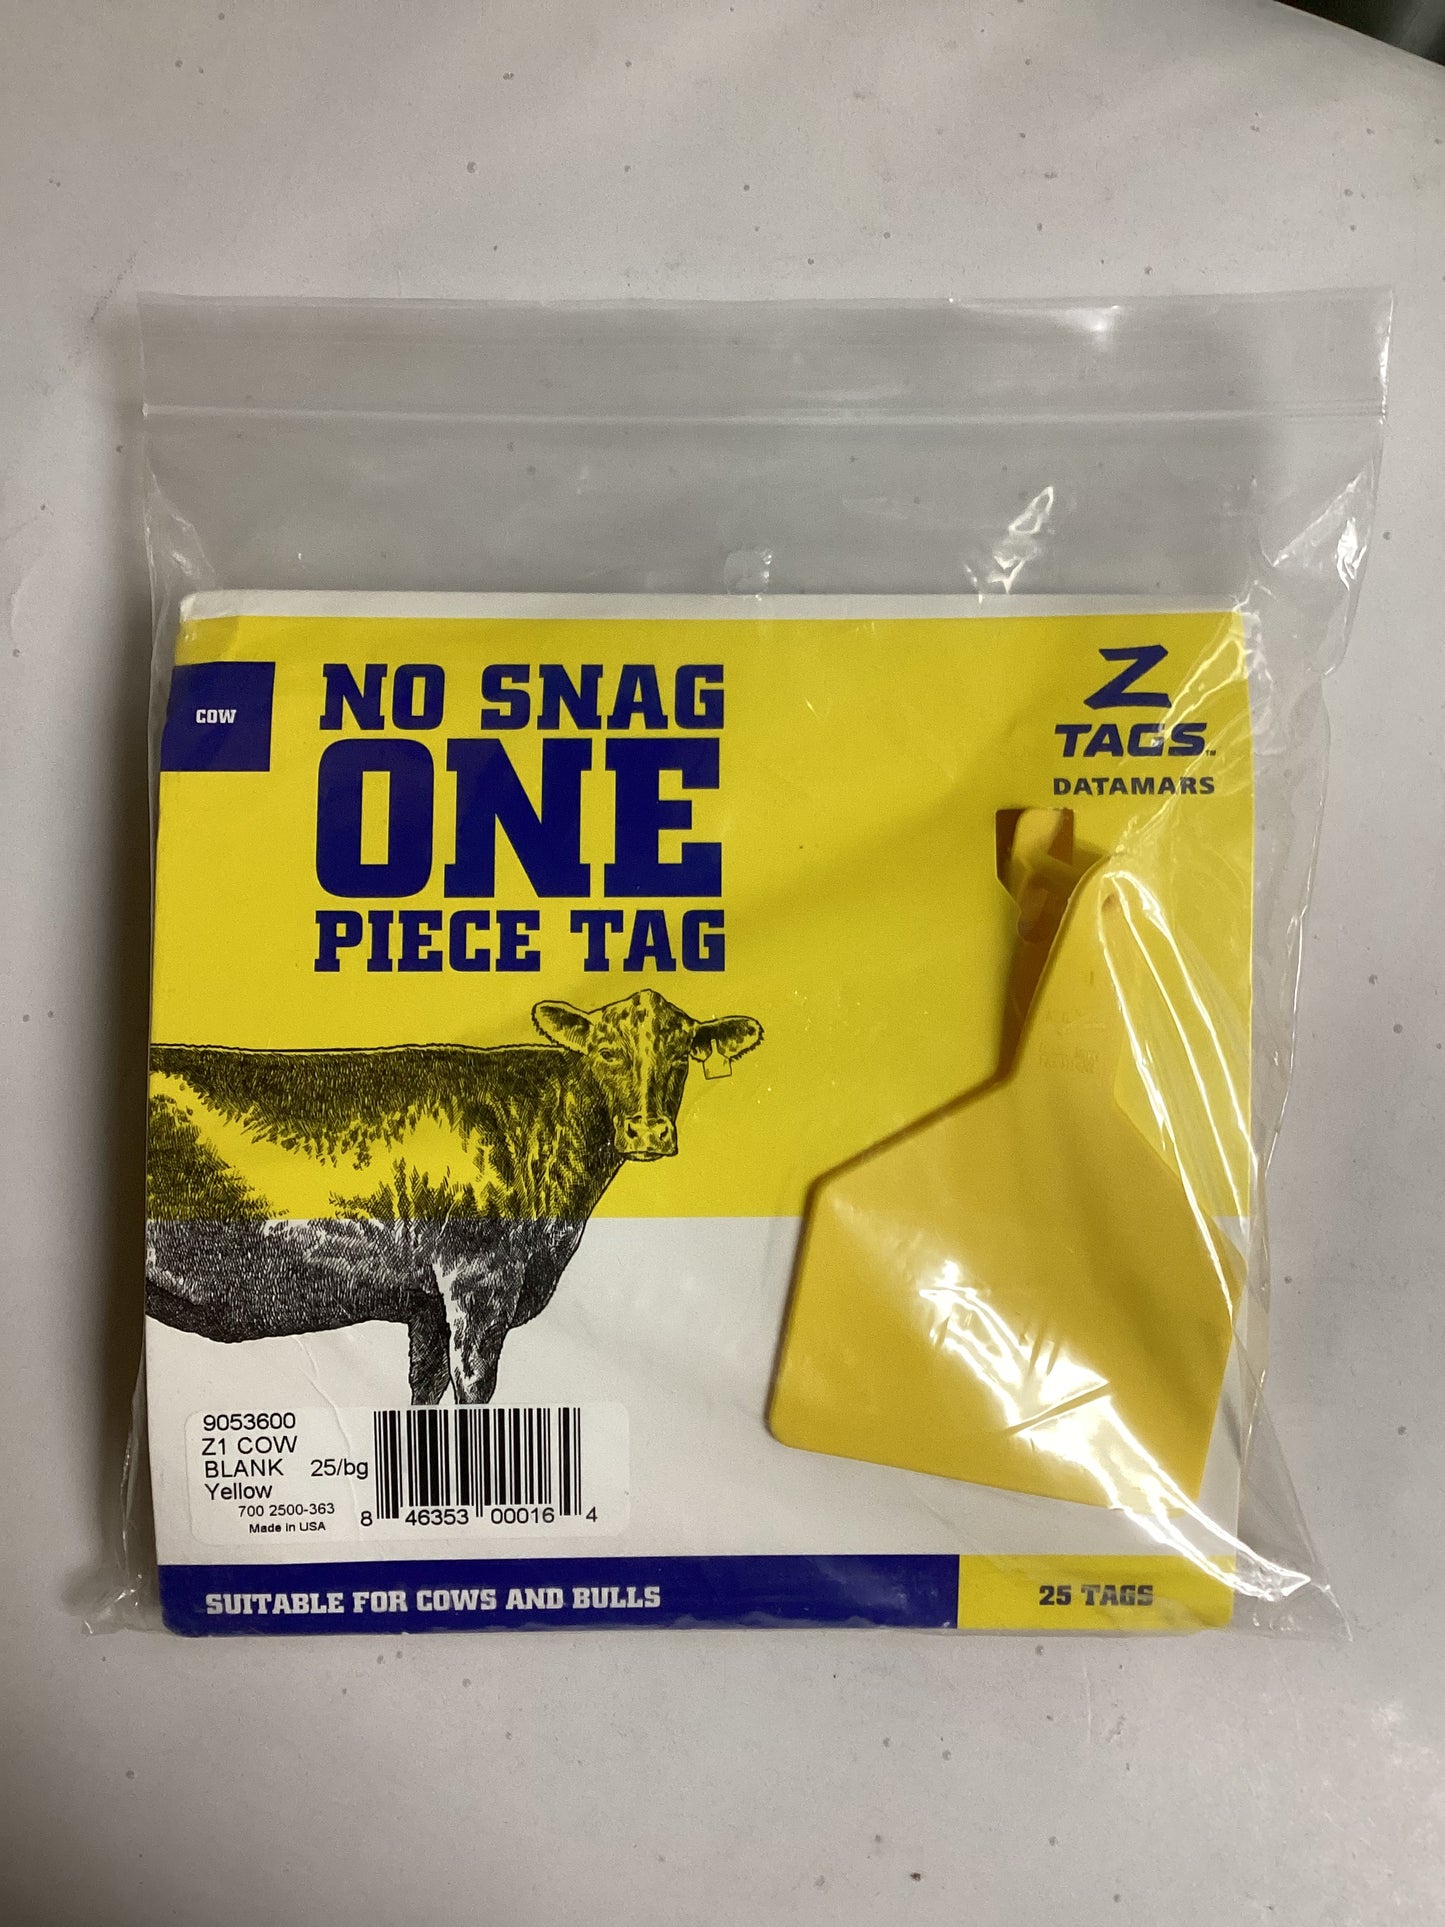 COW
NO SNAG
ONE
PIECE TAG
Z
TAGS™
DATAMARS
9053600
Z1 COW
BLANK 25/bg
Yellow
700 2500-363
Made in USA
8 46353 00016 4
SUITABLE FOR COWS AND BULLS
25 TAGS